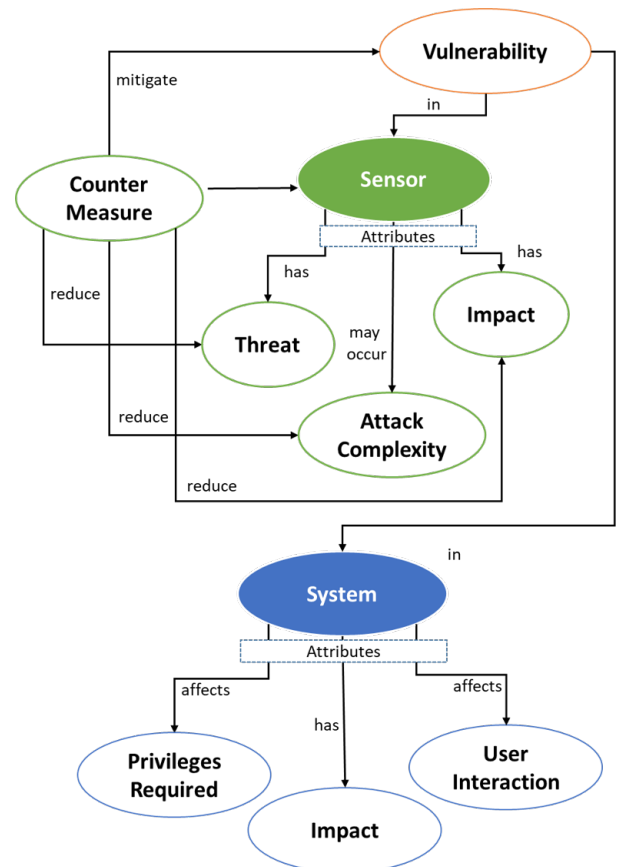 Vulnerability
mitigate
in
Counter
Measure
Sensor
Attributes
has
has
reduce
Impact
Threat
may
occur
reduce
Attack
Complexity
reduce
in
System
Attributes
affects
affects
has
Privileges
Required
User
Interaction
Impact